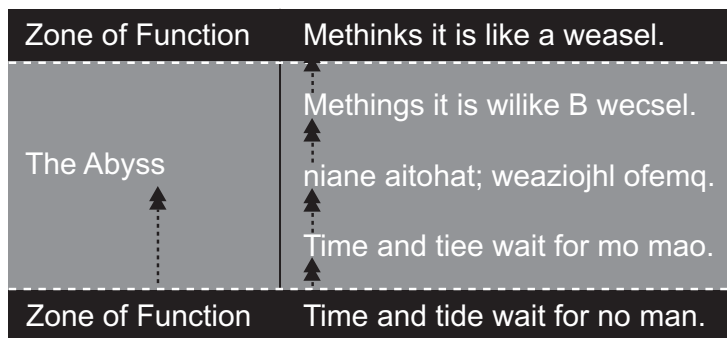 Zone of Function Methinks it is like a weasel.
Methings it is wilike B wecsel.
The Abyss
niane aitohat; weaziojhl ofemq.
Time and tiee wait for mo mao.
Zone of Function Time and tide wait for no man.